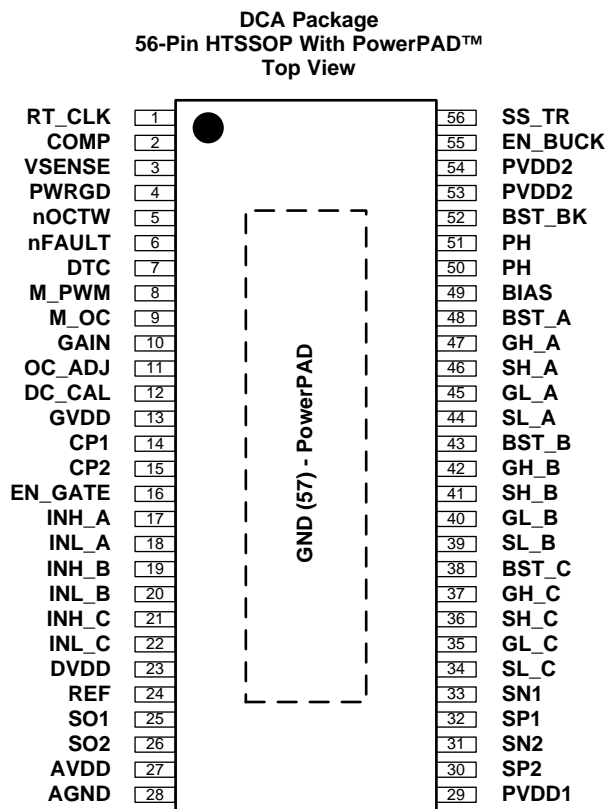 DCA Package
56-Pin HTSSOP With PowerPAD™
Top View
RT_CLK 1 56 SS_TR
COMP 2 55 EN_BUCK
VSENSE 3 54 PVDD2
PWRGD 4 53 PVDD2
nOCTW 5 52 BST_BK
nFAULT 6 51 PH
DTC 7 50 PH
M_PWM 8 49 BIAS
M_OC 9 48 BST_A
GAIN 10 47 GH_A
OC_ADJ 11 46 SH_A
DC_CAL 12 45 GL_A
GVDD 13 44 SL_A
CP1 14 43 BST_B
CP2 15 42 GH_B
EN_GATE 16 41 SH_B
INH_A 17 40 GL_B
INL_A 18 39 SL_B
INH_B 19 38 BST_C
INL_B 20 37 GH_C
INH_C 21 36 SH_C
INL_C 22 35 GL_C
DVDD 23 34 SL_C
REF 24 33 SN1
SO1 25 32 SP1
SO2 26 31 SN2
AVDD 27 30 SP2
AGND 28 29 PVDD1
GND (57) - PowerPAD